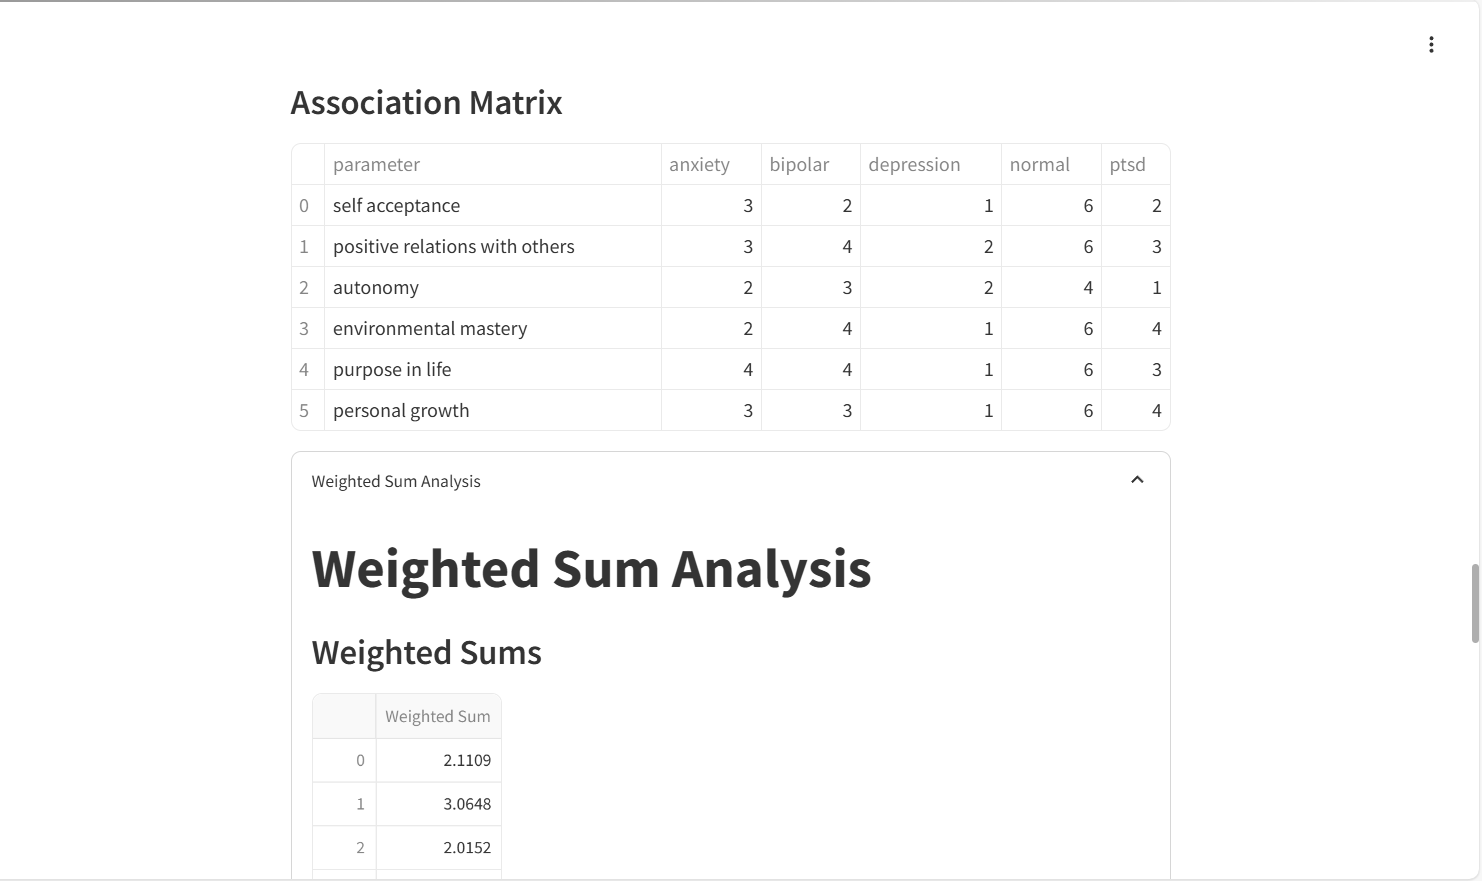 Association Matrix
parameter anxiety bipolar depression normal ptsd
0 self acceptance 3 2 1 6 2
1 positive relations with others 3 4 2 6 3
2 autonomy 2 3 2 4 1
3 environmental mastery 2 4 1 6 4
4 purpose in life 4 4 1 6 3
5 personal growth 3 3 1 6 4
Weighted Sum Analysis
Weighted Sum Analysis
Weighted Sums
Weighted Sum
0 2.1109
1 3.0648
2 2.0152